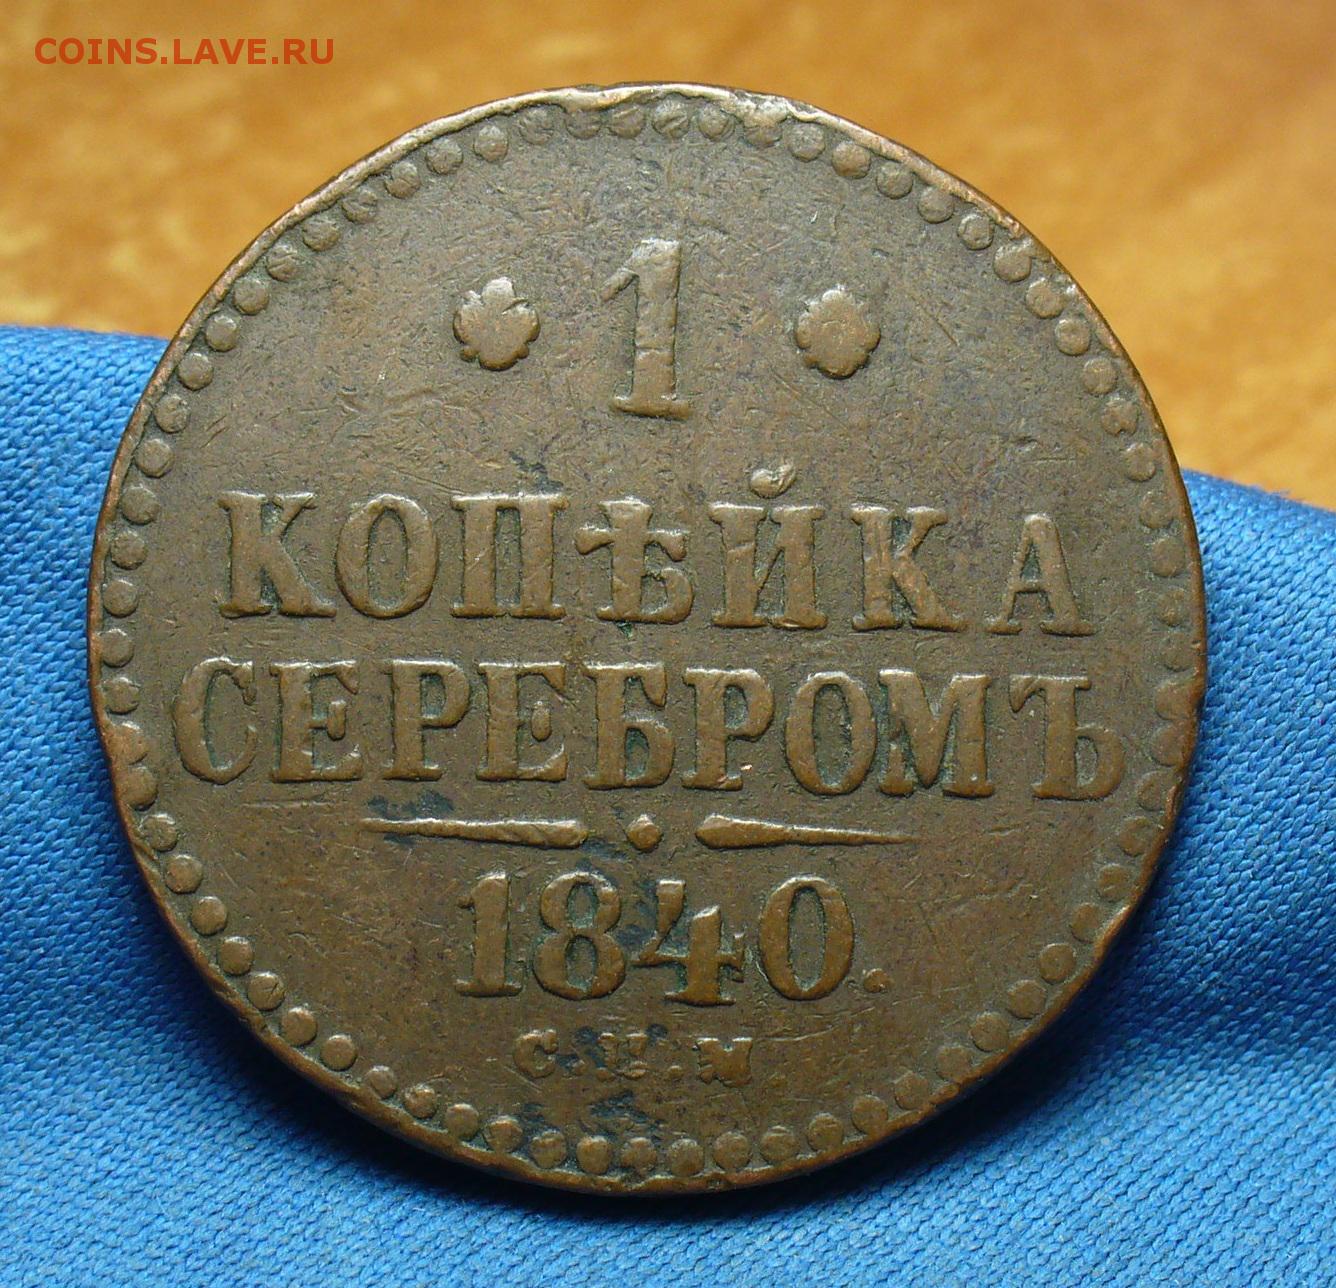 COINS.LAVE.RU
1
КОПѢЙКА
СЕРЕБРОМЪ
1840.
С.П.М.